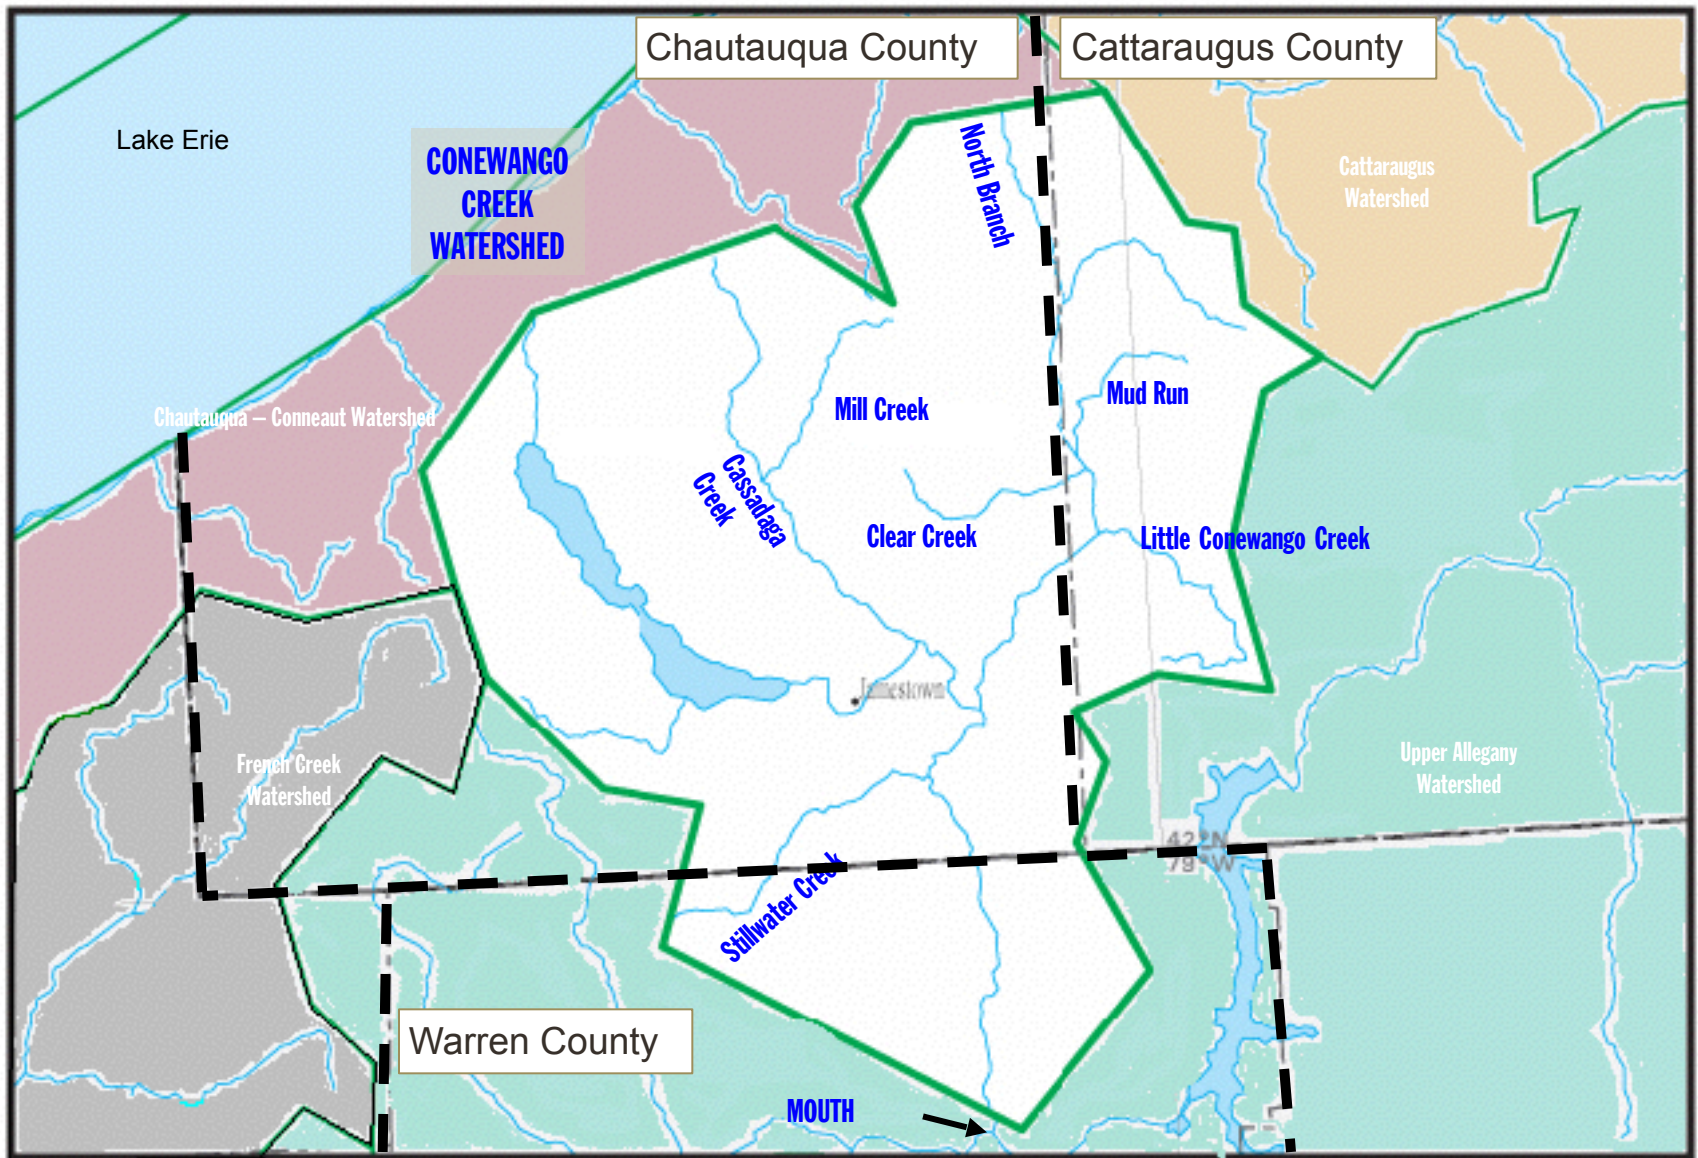 Chautauqua County
Cattaraugus County
Lake Erie
CONEWANGO
CREEK
WATERSHED
North Branch
Cattaraugus
Watershed
Chautauqua – Conneaut Watershed
Mill Creek
Mud Run
Cassadaga
Creek
Clear Creek
Little Conewango Creek
Jamestown
French Creek
Watershed
Upper Allegany
Watershed
42°N
79°W
Stillwater Creek
Warren County
MOUTH